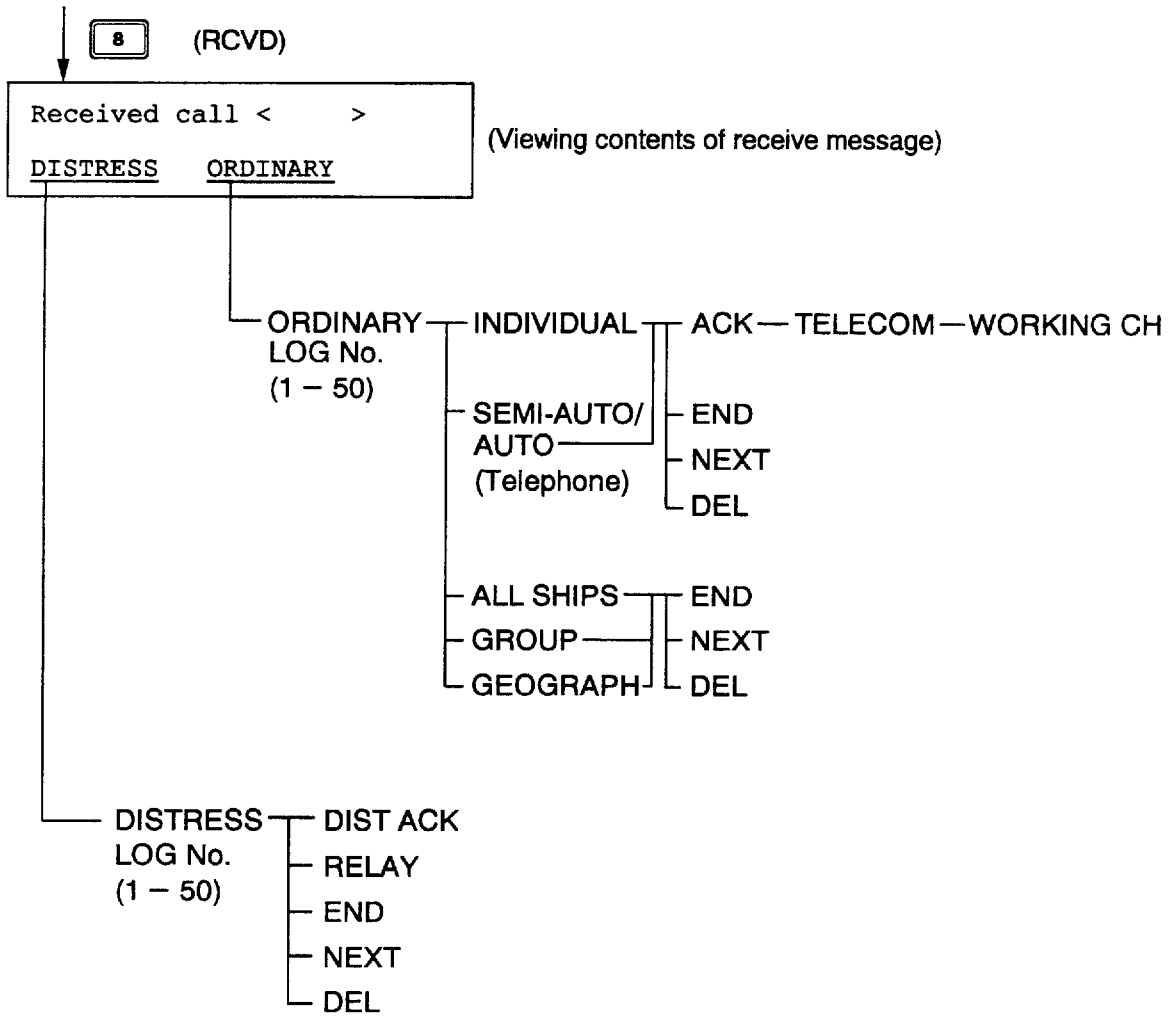 8 (RCVD)
Received call < >
DISTRESS ORDINARY
(Viewing contents of receive message)
ORDINARY INDIVIDUAL ACK TELECOM WORKING CH
LOG No.
(1 – 50)
SEMI-AUTO/ END
AUTO NEXT
(Telephone)
DEL
ALL SHIPS END
GROUP NEXT
GEOGRAPH DEL
DISTRESS DIST ACK
LOG No. RELAY
(1 – 50)
END
NEXT
DEL